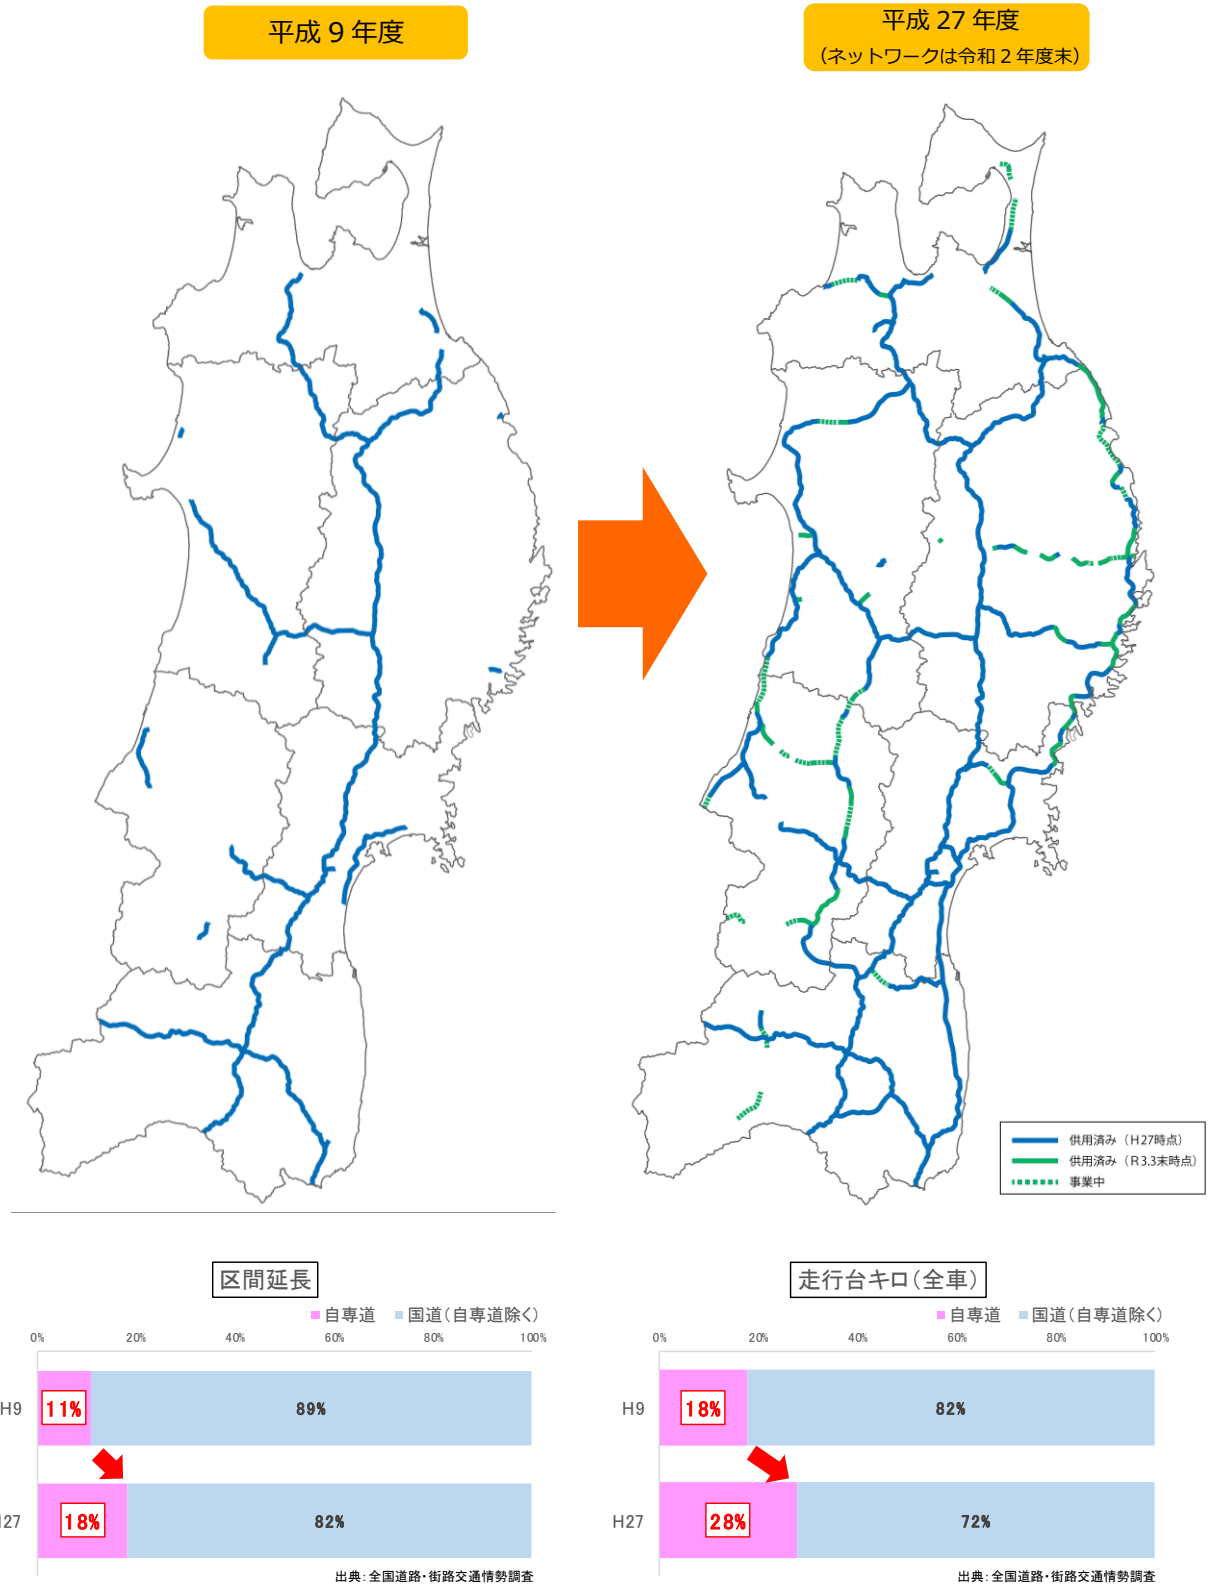 平成 9 年度
平成 27 年度
（ネットワークは令和 2 年度末）
供用済み（H27時点）
供用済み（R3.3末時点）
事業中
区間延長
自専道 国道（自専道除く）
0% 20% 40% 60% 80% 100%
H9 11% 89%
H27 18% 82%
出典：全国道路・街路交通情勢調査
走行台キロ（全車）
自専道 国道（自専道除く）
0% 20% 40% 60% 80% 100%
H9 18% 82%
H27 28% 72%
出典：全国道路・街路交通情勢調査